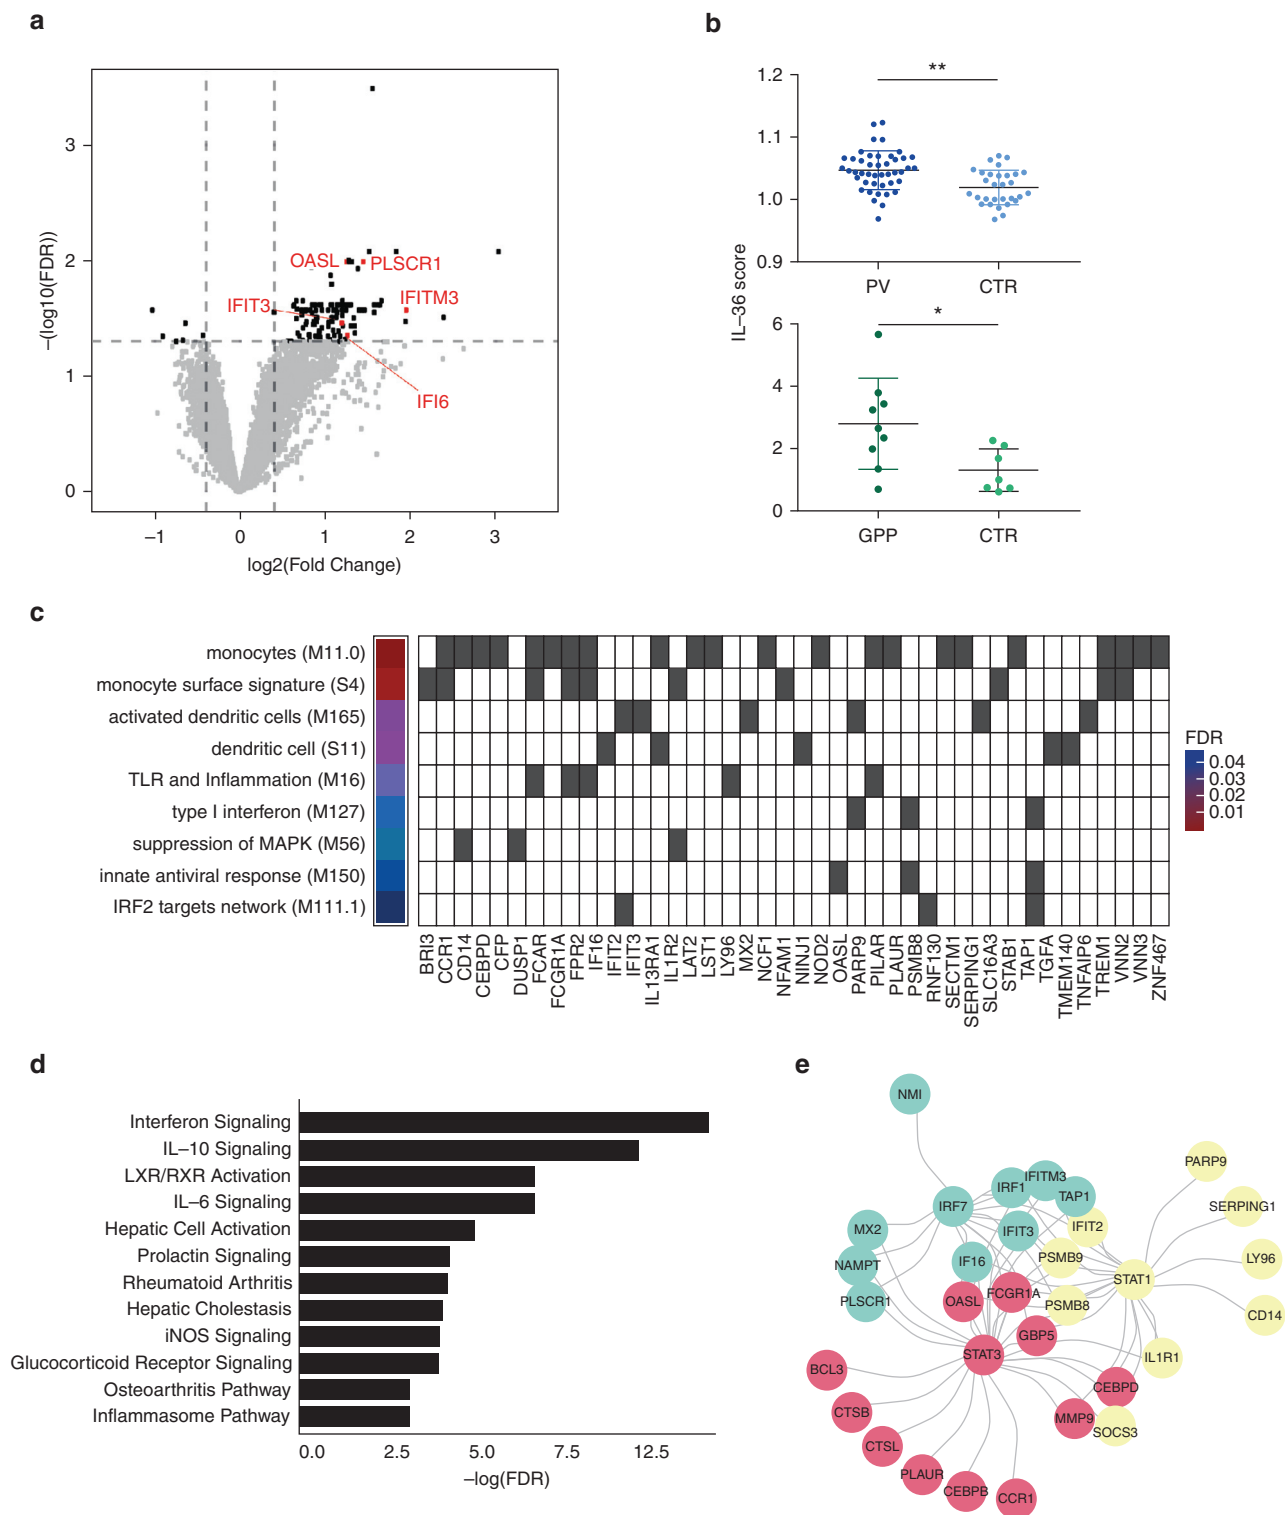 a
3
2
1
0
–(log10(FDR))
OASL
PLSCR1
IFIT3
IFITM3
IFI6
–1
0
1
2
3
log2(Fold Change)
b
IL–36 score
1.2
1.1
1.0
0.9
**
PV
CTR
6
4
2
0
*
GPP
CTR
c
monocytes (M11.0)
monocyte surface signature (S4)
activated dendritic cells (M165)
dendritic cell (S11)
TLR and Inflammation (M16)
type I interferon (M127)
suppression of MAPK (M56)
innate antiviral response (M150)
IRF2 targets network (M111.1)
BRI3
CCR1
CD14
CEBPD
CFP
DUSP1
FCAR
FCGR1A
FPR2
IF16
IFIT2
IFIT3
IL13RA1
IL1R2
LAT2
LST1
LY96
MX2
NCF1
NFAM1
NINJ1
NOD2
OASL
PARP9
PILAR
PLAUR
PSMB8
RNF130
SECTM1
SERPING1
SLC16A3
STAB1
TAP1
TGFA
TMEM140
TNFAIP6
TREM1
VNN2
VNN3
ZNF467
FDR
0.04
0.03
0.02
0.01
d
Interferon Signaling
IL–10 Signaling
LXR/RXR Activation
IL–6 Signaling
Hepatic Cell Activation
Prolactin Signaling
Rheumatoid Arthritis
Hepatic Cholestasis
iNOS Signaling
Glucocorticoid Receptor Signaling
Osteoarthritis Pathway
Inflammasome Pathway
0.0
2.5
5.0
7.5
12.5
–log(FDR)
e
NMI
PARP9
IFITM3
IRF1
TAP1
SERPING1
IRF7
IFIT2
MX2
IFIT3
PSMB9
LY96
NAMPT
IF16
STAT1
FCGR1A
PLSCR1
OASL
PSMB8
CD14
GBP5
STAT3
IL1R1
BCL3
CEBPD
CTSB
MMP9
SOCS3
CTSL
PLAUR
CEBPB
CCR1